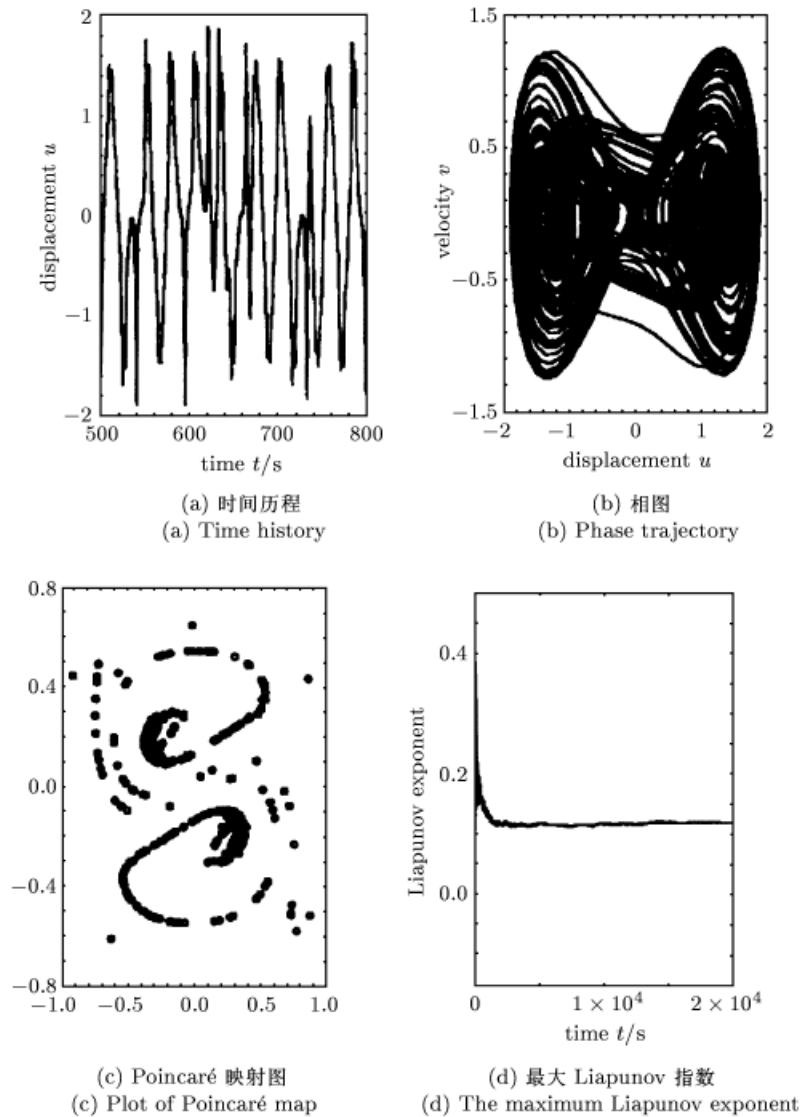 2
1
0
−1
−2
displacement u
500 600 700 800
time t/s
(a) 时间历程
(a) Time history
1.5
0.5
−0.5
−1.5
velocity v
−2 −1 0 1 2
displacement u
(b) 相图
(b) Phase trajectory
0.8
0.4
0.0
−0.4
−0.8
−1.0 −0.5 0.0 0.5 1.0
(c) Poincaré 映射图
(c) Plot of Poincaré map
0.4
0.2
0.0
Liapunov exponent
0 1 × 10⁴ 2 × 10⁴
time t/s
(d) 最大 Liapunov 指数
(d) The maximum Liapunov exponent